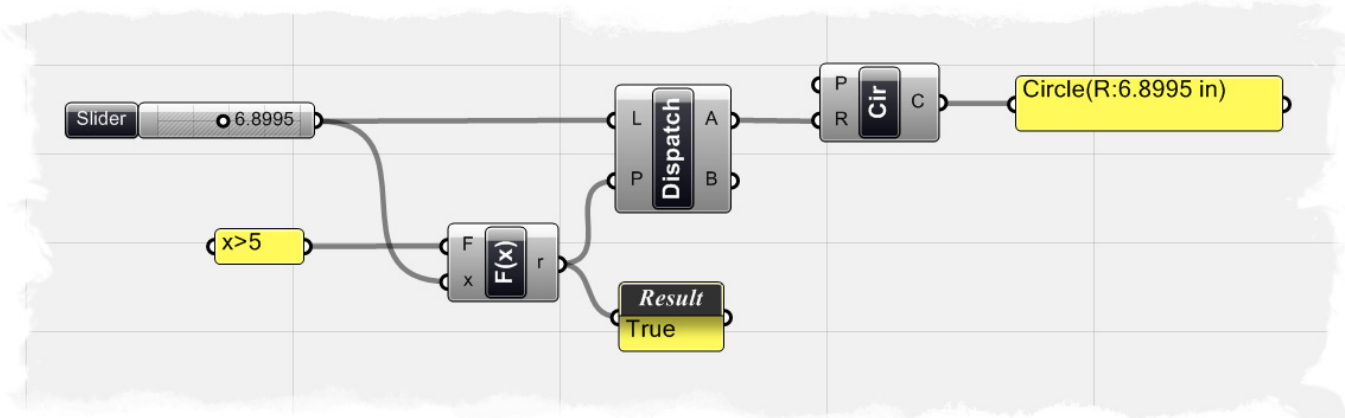 Slider 6.8995
x>5
F
x
F(x)
r
L
P
Dispatch
A
B
Result
True
P
R
Cir
C
Circle(R:6.8995 in)